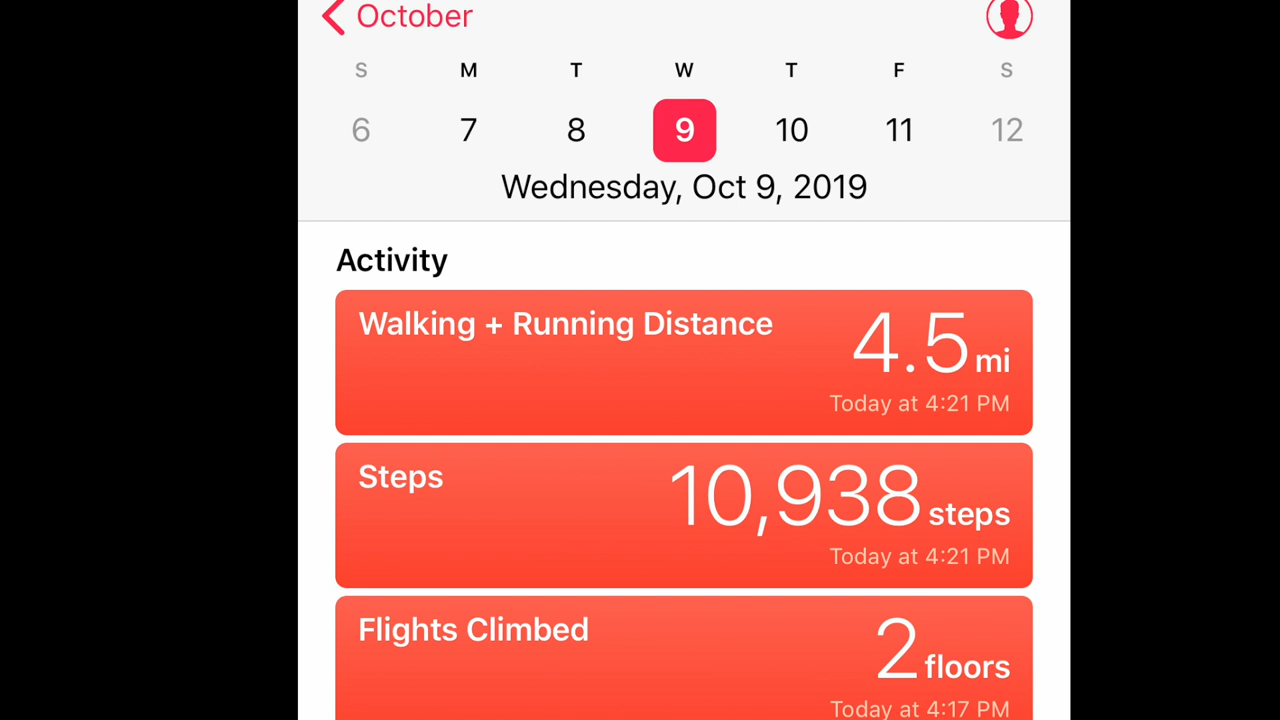 October
S M T W T F S
6 7 8 9 10 11 12
Wednesday, Oct 9, 2019
Activity
Walking + Running Distance 4.5 mi
Today at 4:21 PM
Steps 10,938 steps
Today at 4:21 PM
Flights Climbed 2 floors
Today at 4:17 PM